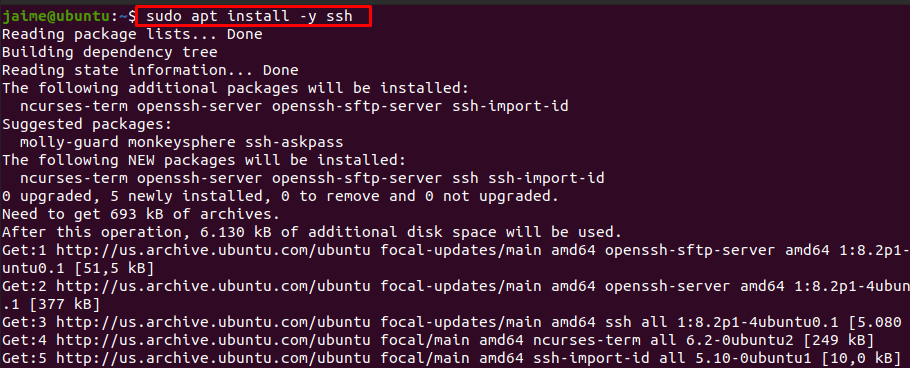 jaime@ubuntu:~$ sudo apt install -y ssh
Reading package lists... Done
Building dependency tree
Reading state information... Done
The following additional packages will be installed:
  ncurses-term openssh-server openssh-sftp-server ssh-import-id
Suggested packages:
  molly-guard monkeysphere ssh-askpass
The following NEW packages will be installed:
  ncurses-term openssh-server openssh-sftp-server ssh ssh-import-id
0 upgraded, 5 newly installed, 0 to remove and 0 not upgraded.
Need to get 693 kB of archives.
After this operation, 6.130 kB of additional disk space will be used.
Get:1 http://us.archive.ubuntu.com/ubuntu focal-updates/main amd64 openssh-sftp-server amd64 1:8.2p1-
untu0.1 [51,5 kB]
Get:2 http://us.archive.ubuntu.com/ubuntu focal-updates/main amd64 openssh-server amd64 1:8.2p1-4ubun
.1 [377 kB]
Get:3 http://us.archive.ubuntu.com/ubuntu focal-updates/main amd64 ssh all 1:8.2p1-4ubuntu0.1 [5.080
Get:4 http://us.archive.ubuntu.com/ubuntu focal/main amd64 ncurses-term all 6.2-0ubuntu2 [249 kB]
Get:5 http://us.archive.ubuntu.com/ubuntu focal/main amd64 ssh-import-id all 5.10-0ubuntu1 [10,0 kB]